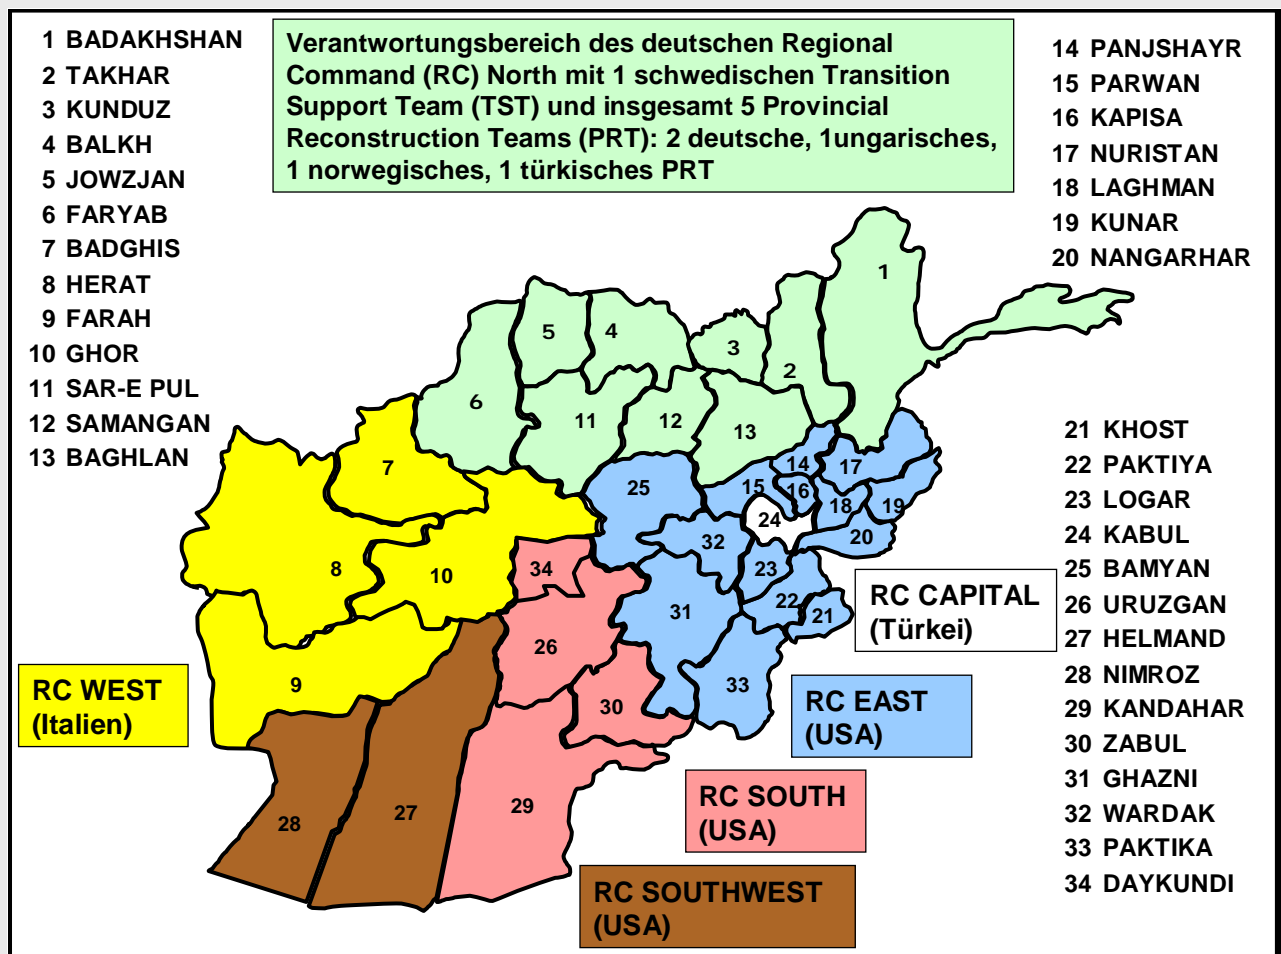 1 BADAKHSHAN
2 TAKHAR
3 KUNDUZ
4 BALKH
5 JOWZJAN
6 FARYAB
7 BADGHIS
8 HERAT
9 FARAH
10 GHOR
11 SAR-E PUL
12 SAMANGAN
13 BAGHLAN
Verantwortungsbereich des deutschen Regional
Command (RC) North mit 1 schwedischen Transition
Support Team (TST) und insgesamt 5 Provincial
Reconstruction Teams (PRT): 2 deutsche, 1ungarisches,
1 norwegisches, 1 türkisches PRT
14 PANJSHAYR
15 PARWAN
16 KAPISA
17 NURISTAN
18 LAGHMAN
19 KUNAR
20 NANGARHAR
21 KHOST
22 PAKTIYA
23 LOGAR
24 KABUL
25 BAMYAN
26 URUZGAN
27 HELMAND
28 NIMROZ
29 KANDAHAR
30 ZABUL
31 GHAZNI
32 WARDAK
33 PAKTIKA
34 DAYKUNDI
1
5
4
3
2
6
11
12
13
7
14
17
25
15
16
18
19
24
20
32
8
10
34
23
31
22
21
26
9
33
30
28
27
29
RC CAPITAL
(Türkei)
RC WEST
(Italien)
RC EAST
(USA)
RC SOUTH
(USA)
RC SOUTHWEST
(USA)